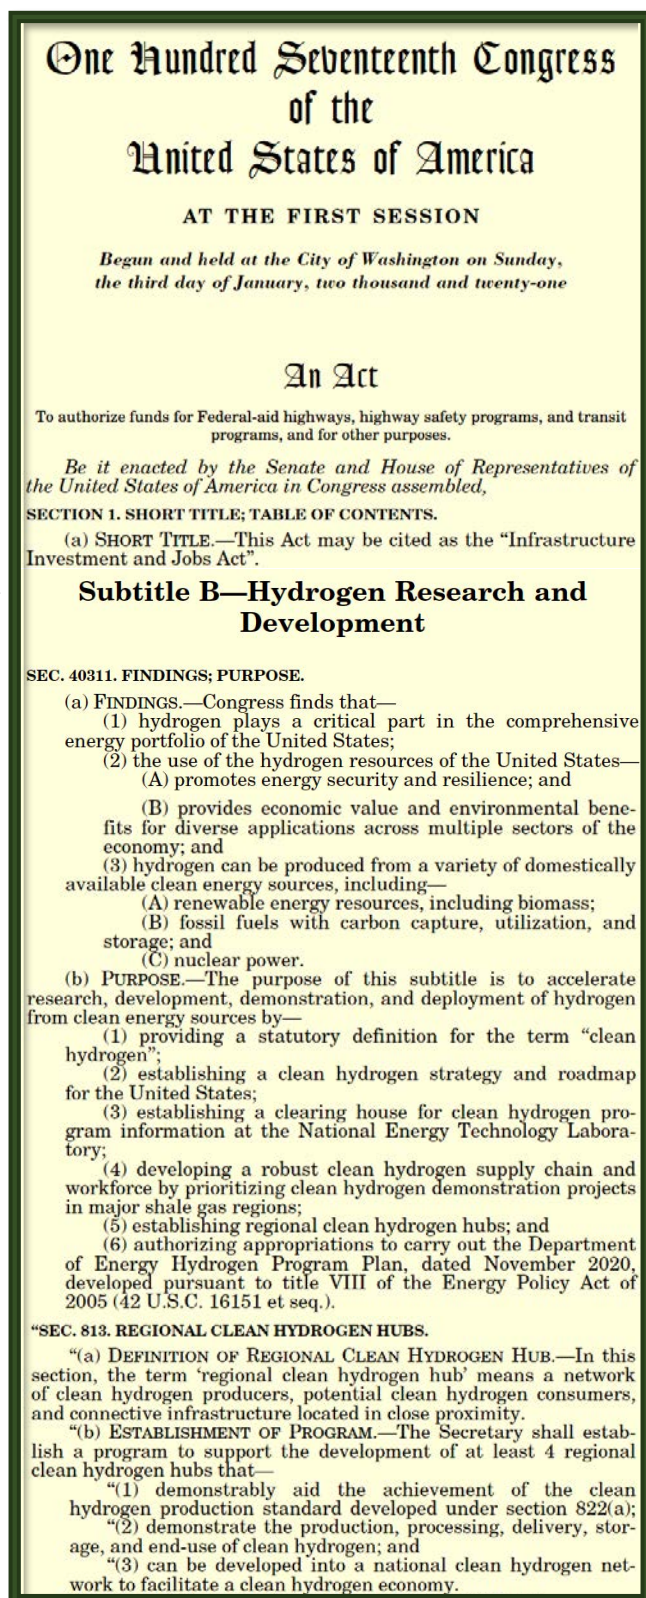 One Hundred Seventeenth Congress
of the
United States of America
AT THE FIRST SESSION
Begun and held at the City of Washington on Sunday,
the third day of January, two thousand and twenty-one
An Act
To authorize funds for Federal-aid highways, highway safety programs, and transit
programs, and for other purposes.
Be it enacted by the Senate and House of Representatives of
the United States of America in Congress assembled,
SECTION 1. SHORT TITLE; TABLE OF CONTENTS.
(a) SHORT TITLE.—This Act may be cited as the “Infrastructure
Investment and Jobs Act”.
Subtitle B—Hydrogen Research and
Development
SEC. 40311. FINDINGS; PURPOSE.
(a) FINDINGS.—Congress finds that—
(1) hydrogen plays a critical part in the comprehensive
energy portfolio of the United States;
(2) the use of the hydrogen resources of the United States—
(A) promotes energy security and resilience; and
(B) provides economic value and environmental bene-
fits for diverse applications across multiple sectors of the
economy; and
(3) hydrogen can be produced from a variety of domestically
available clean energy sources, including—
(A) renewable energy resources, including biomass;
(B) fossil fuels with carbon capture, utilization, and
storage; and
(C) nuclear power.
(b) PURPOSE.—The purpose of this subtitle is to accelerate
research, development, demonstration, and deployment of hydrogen
from clean energy sources by—
(1) providing a statutory definition for the term “clean
hydrogen”;
(2) establishing a clean hydrogen strategy and roadmap
for the United States;
(3) establishing a clearing house for clean hydrogen pro-
gram information at the National Energy Technology Labora-
tory;
(4) developing a robust clean hydrogen supply chain and
workforce by prioritizing clean hydrogen demonstration projects
in major shale gas regions;
(5) establishing regional clean hydrogen hubs; and
(6) authorizing appropriations to carry out the Department
of Energy Hydrogen Program Plan, dated November 2020,
developed pursuant to title VIII of the Energy Policy Act of
2005 (42 U.S.C. 16151 et seq.).
“SEC. 813. REGIONAL CLEAN HYDROGEN HUBS.
“(a) DEFINITION OF REGIONAL CLEAN HYDROGEN HUB.—In this
section, the term ‘regional clean hydrogen hub’ means a network
of clean hydrogen producers, potential clean hydrogen consumers,
and connective infrastructure located in close proximity.
“(b) ESTABLISHMENT OF PROGRAM.—The Secretary shall estab-
lish a program to support the development of at least 4 regional
clean hydrogen hubs that—
“(1) demonstrably aid the achievement of the clean
hydrogen production standard developed under section 822(a);
“(2) demonstrate the production, processing, delivery, stor-
age, and end-use of clean hydrogen; and
“(3) can be developed into a national clean hydrogen net-
work to facilitate a clean hydrogen economy.